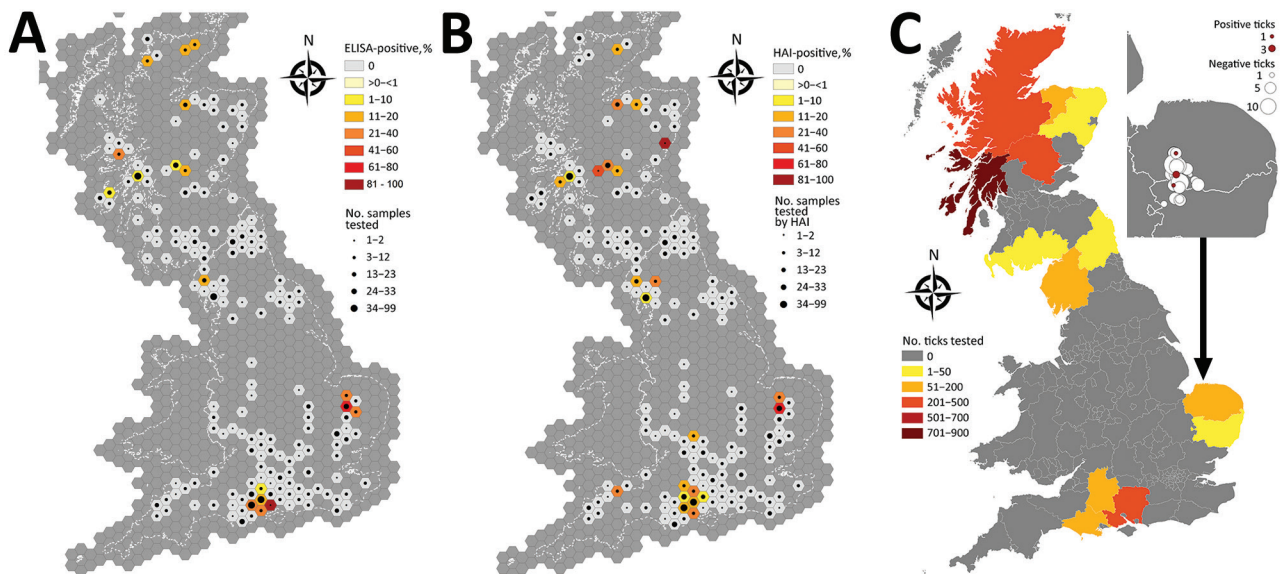 A
ELISA-positive,%
0
>0–<1
1–10
11–20
21–40
41–60
61–80
81 - 100
No. samples
tested
1–2
3–12
13–23
24–33
34–99
N
B
HAI-positive,%
0
>0–<1
1–10
11–20
21–40
41–60
61–80
81–100
No. samples
tested
by HAI
1–2
3–12
13–23
24–33
34–99
N
C
Positive ticks
1
3
Negative ticks
1
5
10
N
No. ticks tested
0
1–50
51–200
201–500
501–700
701–900